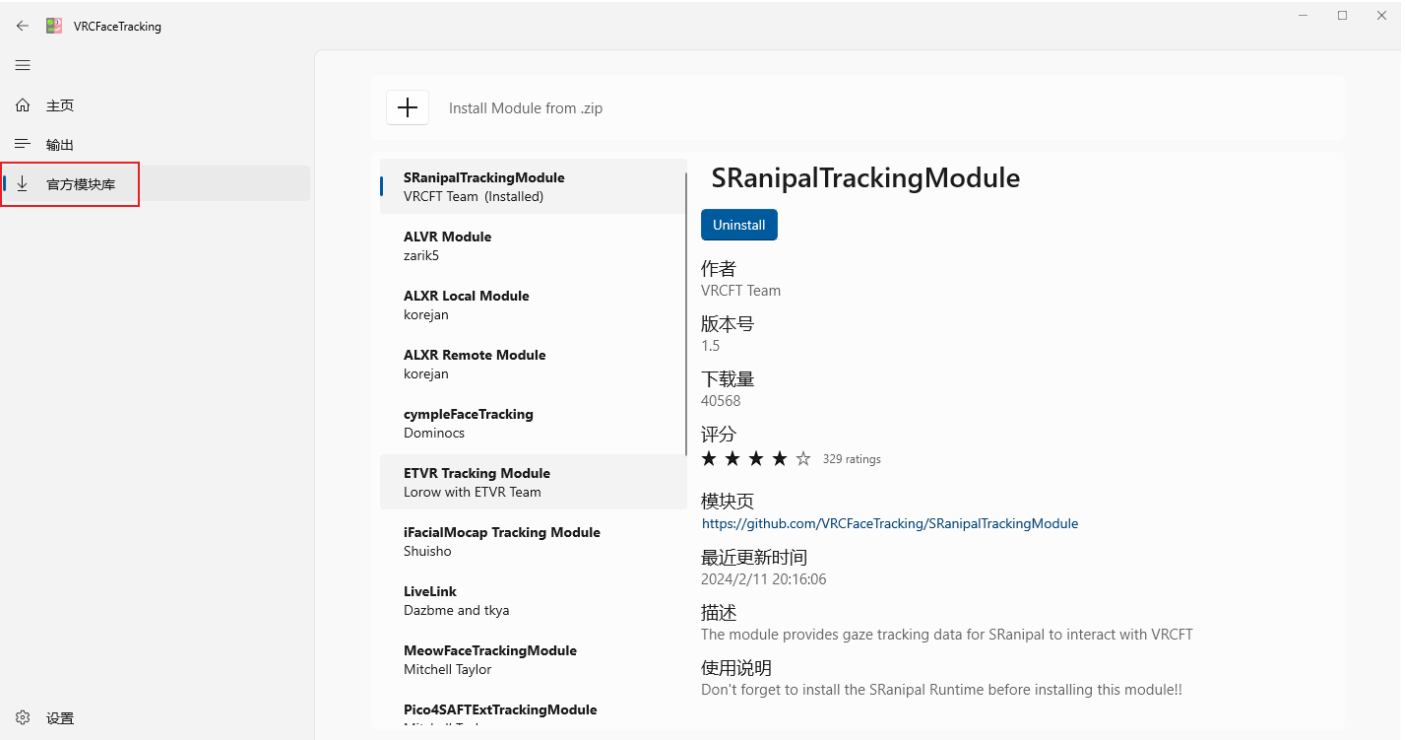 VRCFaceTracking
主页
输出
官方模块库
设置
Install Module from .zip
SRanipalTrackingModule
VRCFT Team (Installed)
ALVR Module
zarik5
ALXR Local Module
korejan
ALXR Remote Module
korejan
cympleFaceTracking
Dominocs
ETVR Tracking Module
Lorow with ETVR Team
iFacialMocap Tracking Module
Shuisho
LiveLink
Dazbme and tkya
MeowFaceTrackingModule
Mitchell Taylor
Pico4SAFTExtTrackingModule
SRanipalTrackingModule
Uninstall
作者
VRCFT Team
版本号
1.5
下载量
40568
评分
★ ★ ★ ★ ☆ 329 ratings
模块页
https://github.com/VRCFaceTracking/SRanipalTrackingModule
最近更新时间
2024/2/11 20:16:06
描述
The module provides gaze tracking data for SRanipal to interact with VRCFT
使用说明
Don't forget to install the SRanipal Runtime before installing this module!!